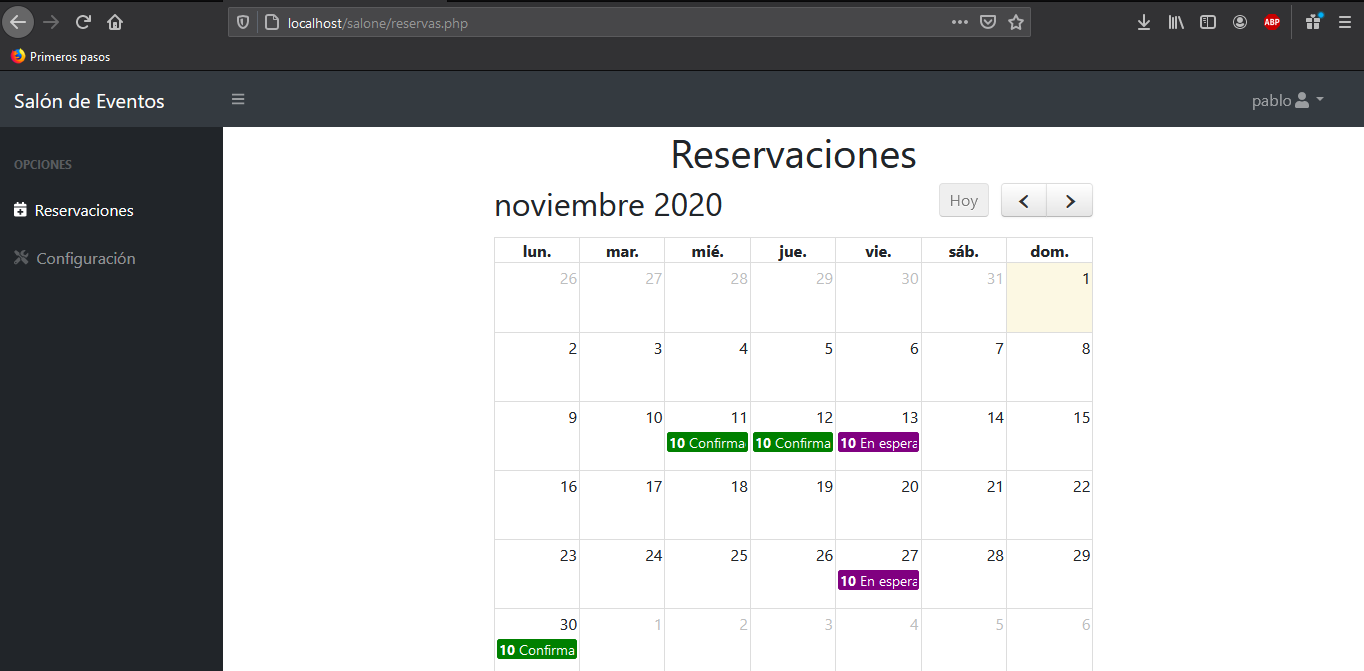 localhost/salone/reservas.php
ABP
Primeros pasos
Salón de Eventos
pablo
OPCIONES
Reservaciones
Configuración
Reservaciones
noviembre 2020
Hoy
lun. mar. mié. jue. vie. sáb. dom.
26 27 28 29 30 31 1
2 3 4 5 6 7 8
9 10 11 12 13 14 15
10 Confirma 10 Confirma 10 En espera
16 17 18 19 20 21 22
23 24 25 26 27 28 29
10 En espera
30 1 2 3 4 5 6
10 Confirma